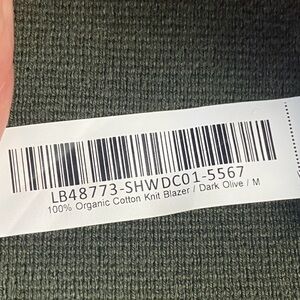 LB48773-SHWDC01-5567
100% Organic Cotton Knit Blazer / Dark Olive / M